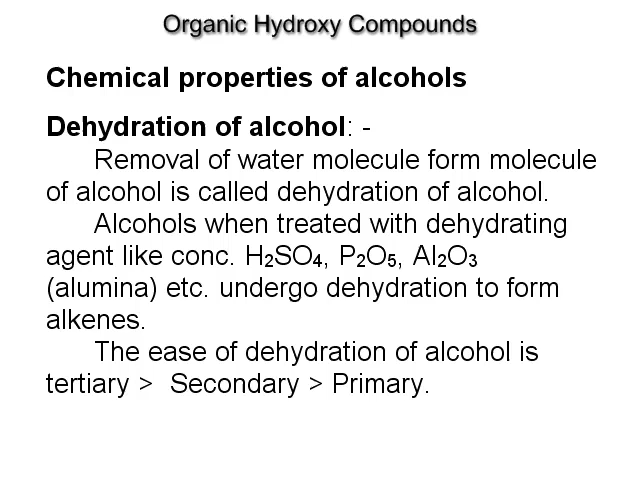 Organic Hydroxy Compounds
Chemical properties of alcohols
Dehydration of alcohol: -
Removal of water molecule form molecule
of alcohol is called dehydration of alcohol.
Alcohols when treated with dehydrating
agent like conc. H₂SO₄, P₂O₅, Al₂O₃
(alumina) etc. undergo dehydration to form
alkenes.
The ease of dehydration of alcohol is
tertiary > Secondary > Primary.